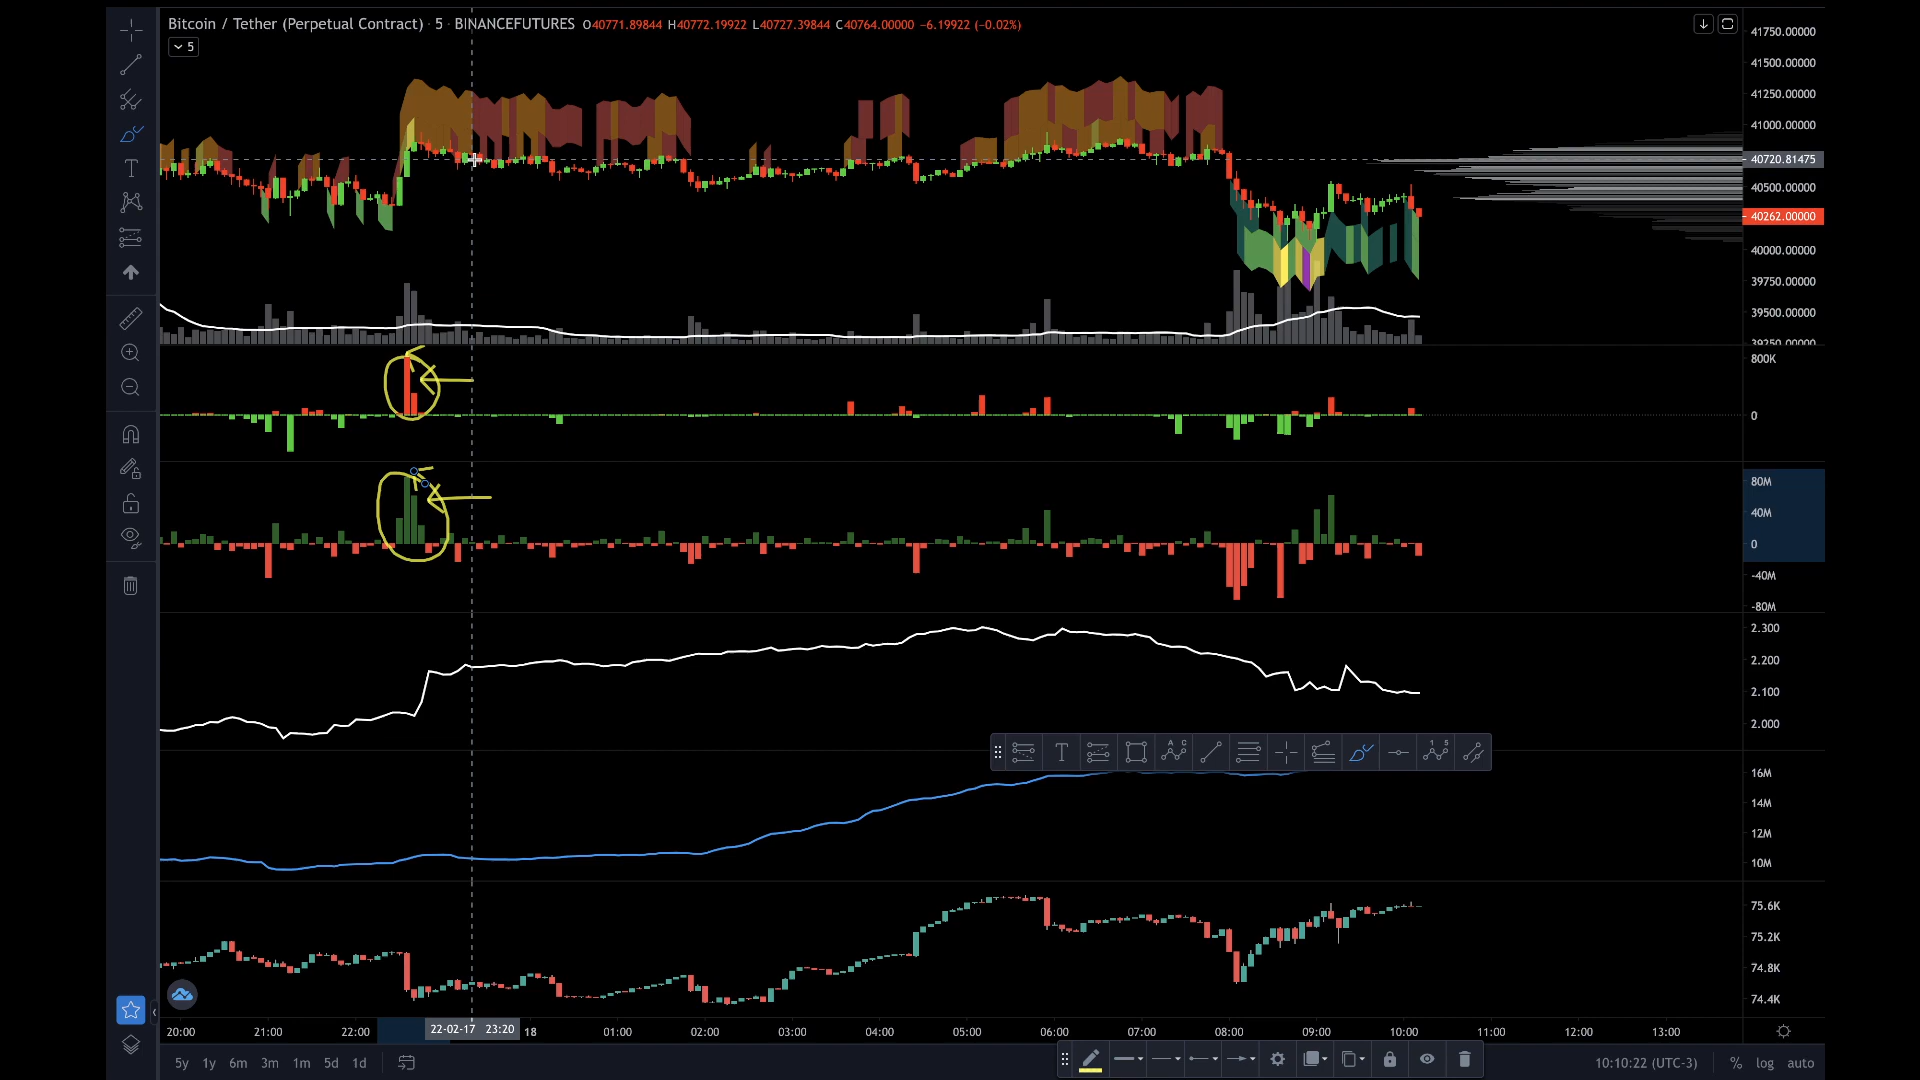 Bitcoin / Tether (Perpetual Contract) · 5 · BINANCEFUTURES O40771.89844 H40772.19922 L40727.39844 C40764.00000 −6.19922 (−0.02%)
5
41750.00000
41500.00000
41250.00000
41000.00000
40720.81475
40500.00000
40262.00000
40000.00000
39750.00000
39500.00000
39250.00000
800K
0
80M
40M
0
-40M
-80M
2.300
2.200
2.100
2.000
A C
1 5
16M
14M
12M
10M
75.6K
75.2K
74.8K
74.4K
20:00 21:00 22:00 22-02-17 23:20 18 01:00 02:00 03:00 04:00 05:00 06:00 07:00 08:00 09:00 10:00 11:00 12:00 13:00
5y 1y 6m 3m 1m 5d 1d 10:10:22 (UTC-3) % log auto